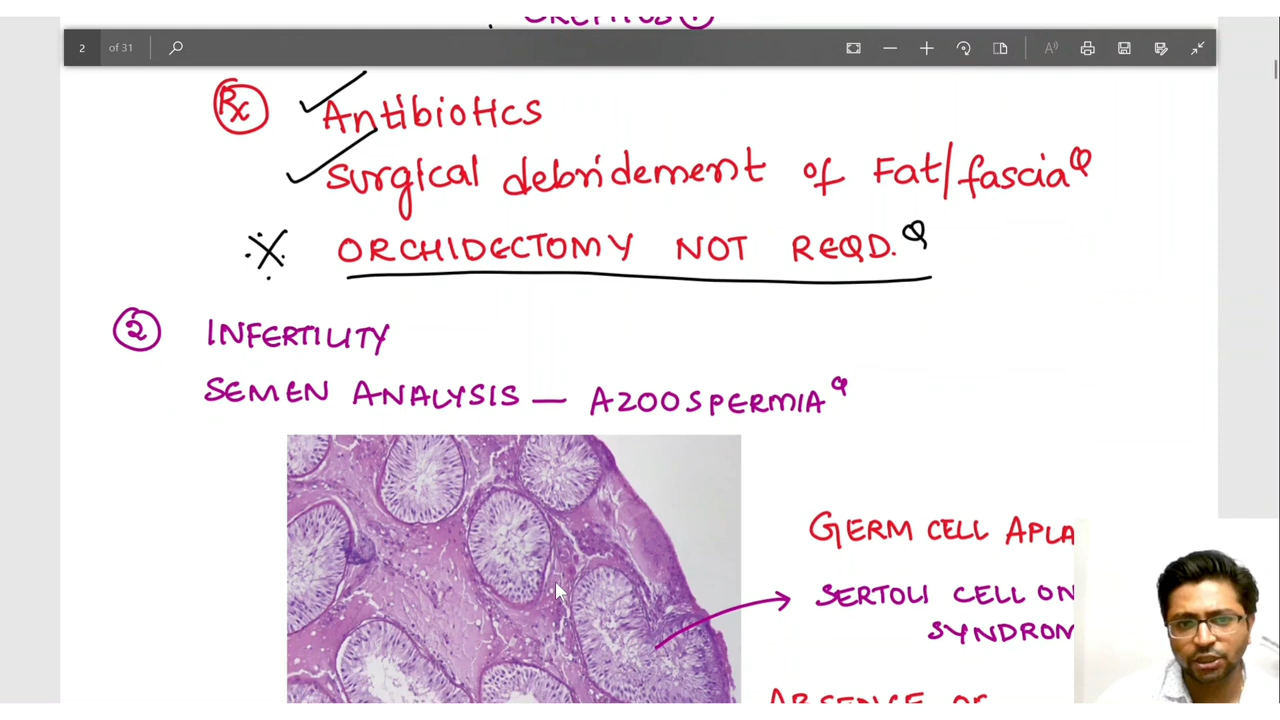 2 of 31
Rx Antibiotics
Surgical debridement of Fat/fascia Q
ORCHIDECTOMY NOT REQD. Q
2 INFERTILITY
SEMEN ANALYSIS — AZOOSPERMIA Q
GERM CELL APLA
SERTOLI CELL ON
SYNDROM